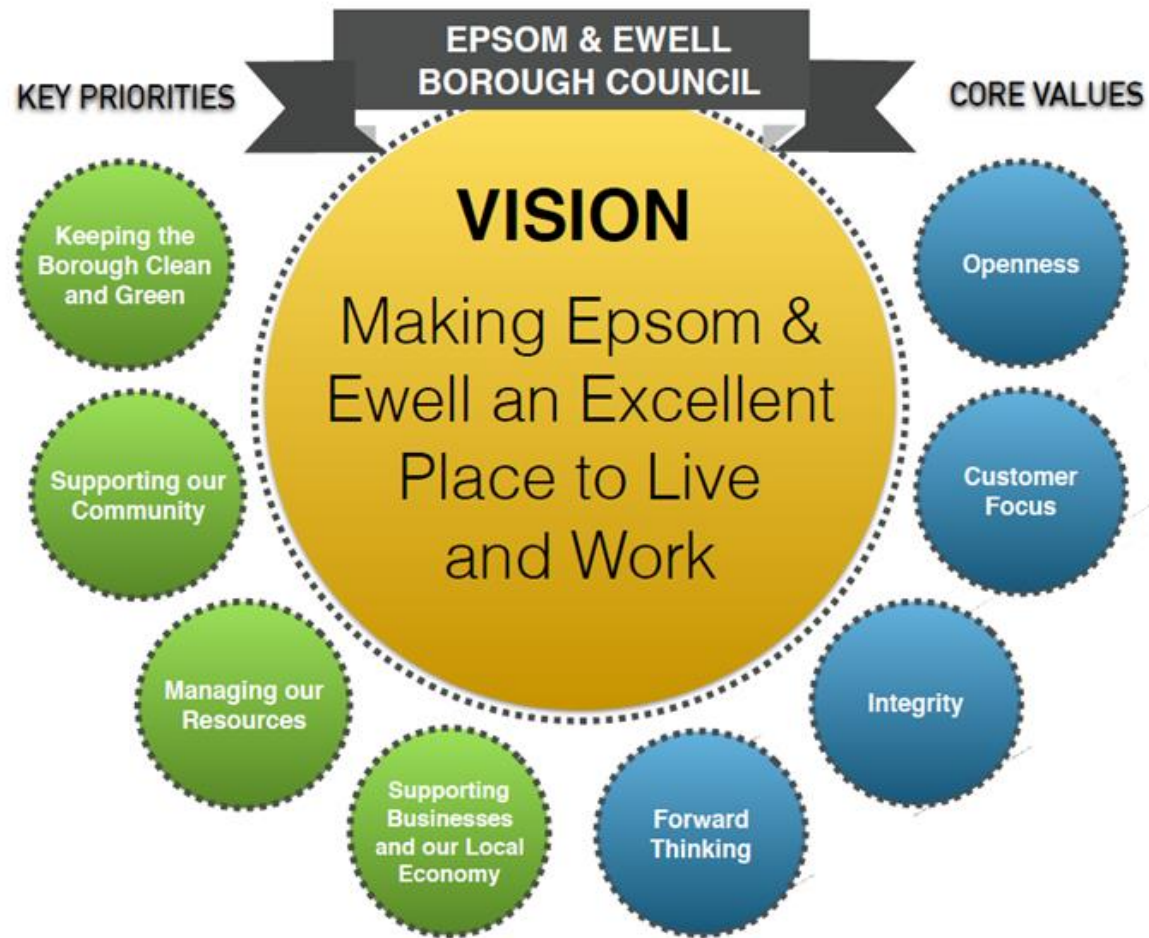 EPSOM & EWELL
BOROUGH COUNCIL
KEY PRIORITIES
CORE VALUES
VISION
Making Epsom &
Ewell an Excellent
Place to Live
and Work
Keeping the
Borough Clean
and Green
Supporting our
Community
Managing our
Resources
Supporting
Businesses
and our Local
Economy
Openness
Customer
Focus
Integrity
Forward
Thinking